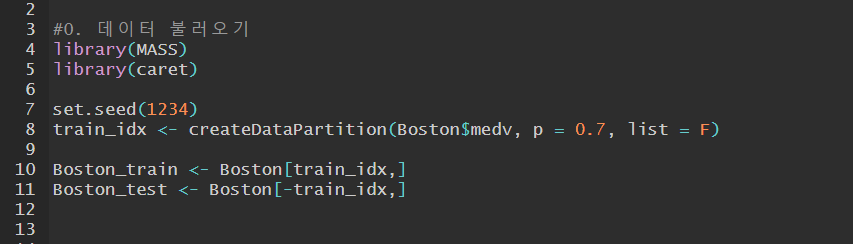 2
3 #0. 데이터 불러오기
4 library(MASS)
5 library(caret)
6
7 set.seed(1234)
8 train_idx <- createDataPartition(Boston$medv, p = 0.7, list = F)
9
10 Boston_train <- Boston[train_idx,]
11 Boston_test <- Boston[-train_idx,]
12
13